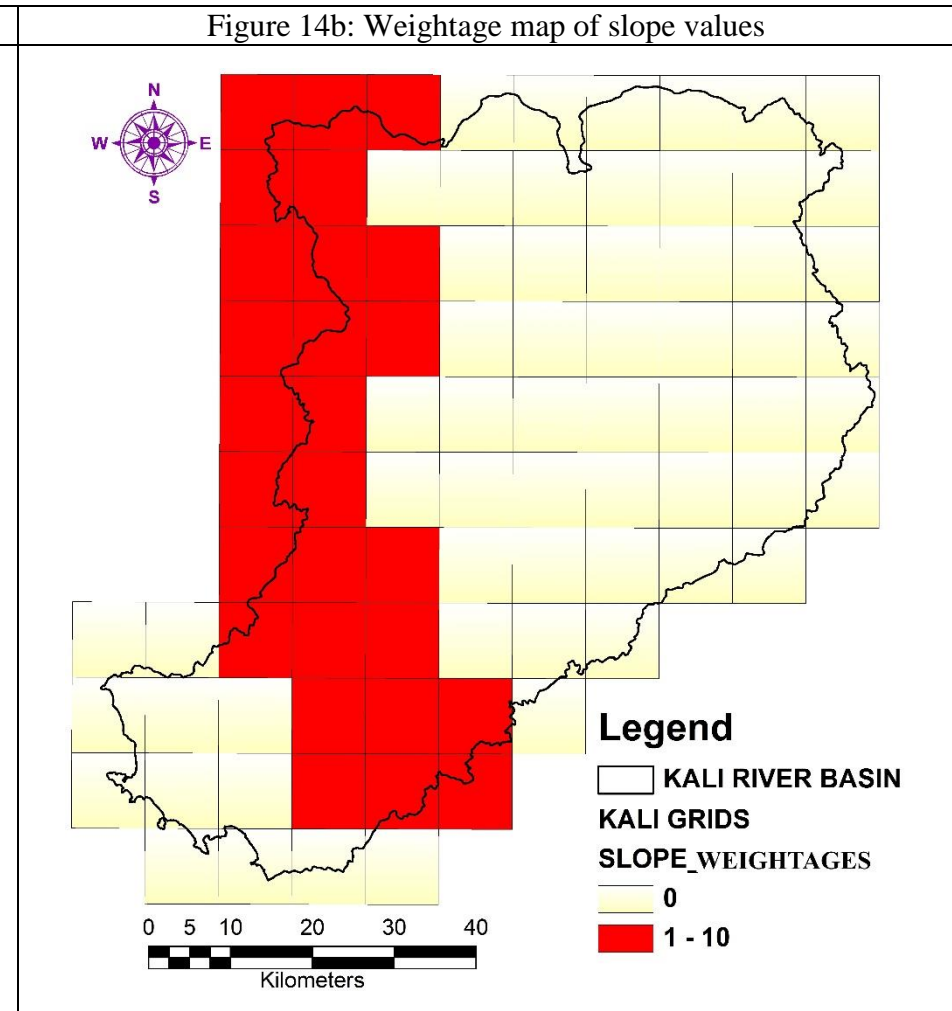 Figure 14b: Weightage map of slope values
N
W E
S
Legend
KALI RIVER BASIN
KALI GRIDS
SLOPE_WEIGHTAGES
0
1 - 10
0 5 10 20 30 40
Kilometers